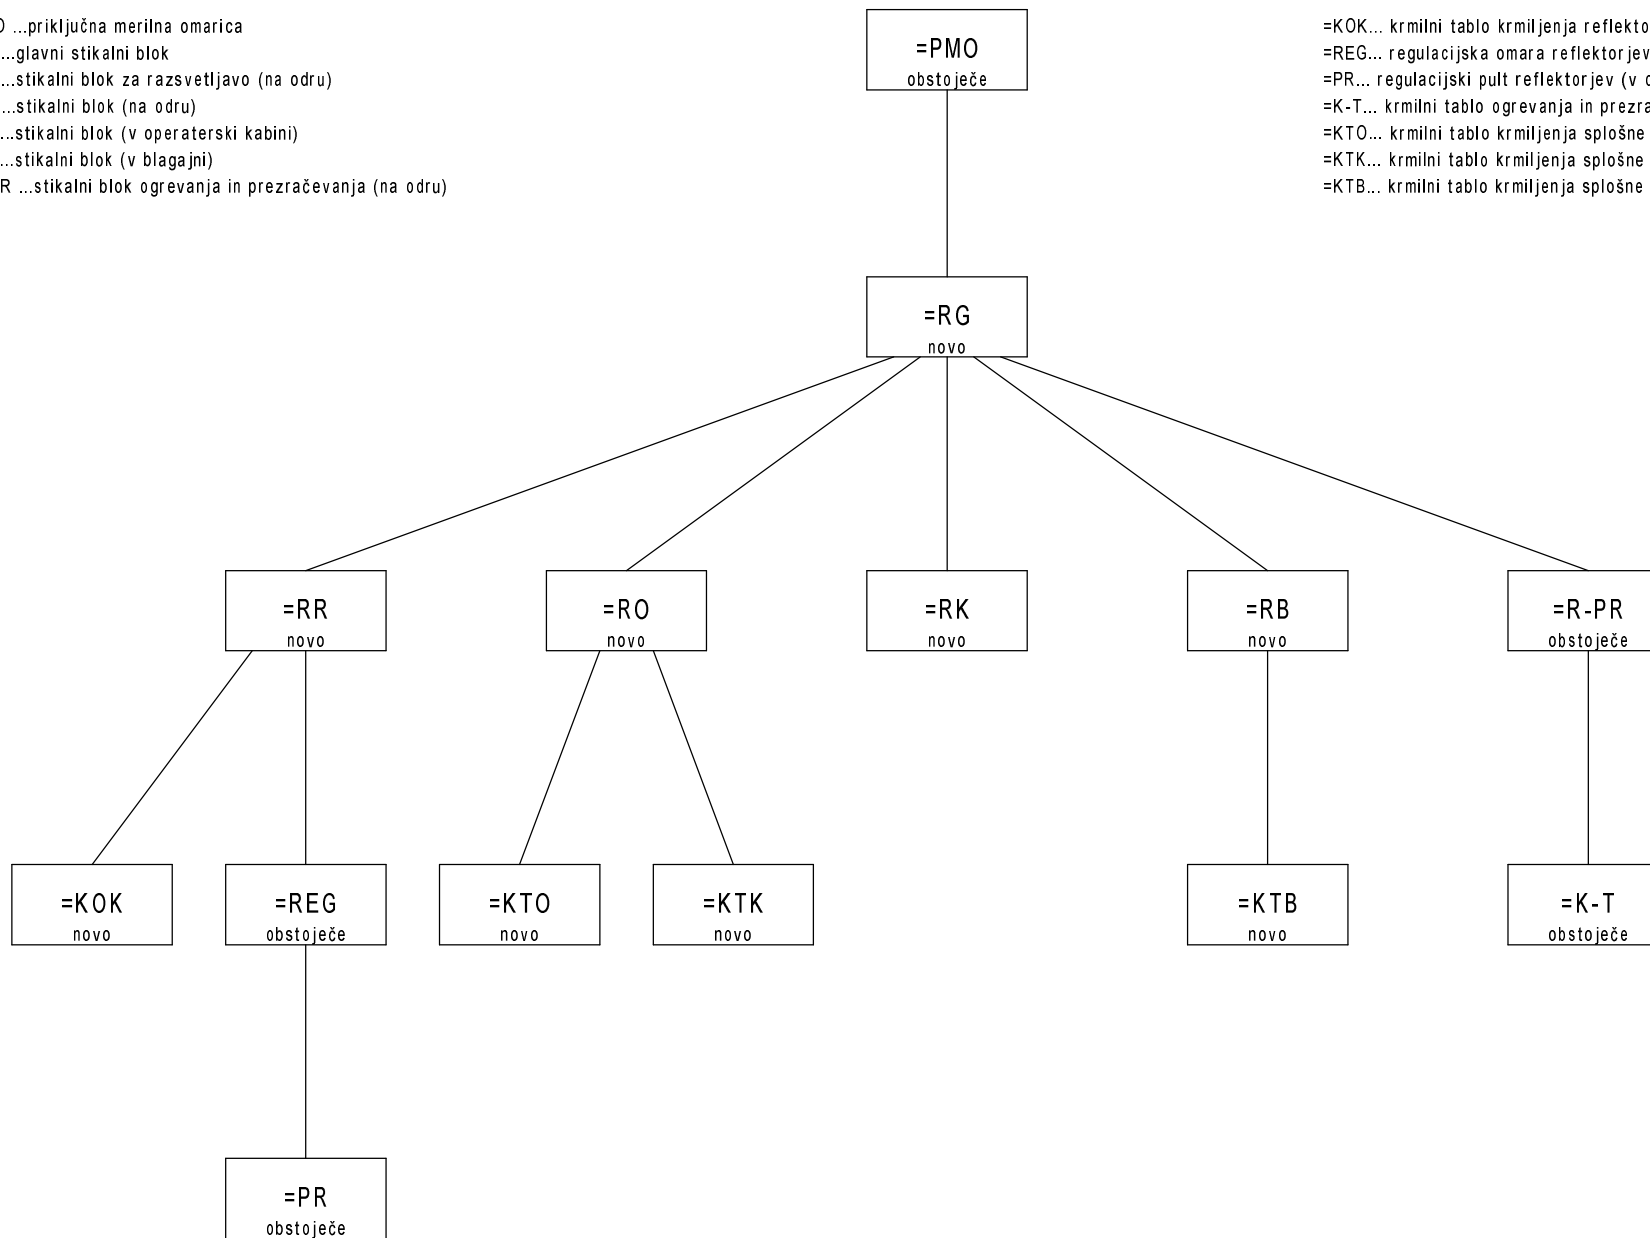 ...priključna merilna omarica
...glavni stikalni blok
...stikalni blok za razsvetljavo (na odru)
...stikalni blok (na odru)
...stikalni blok (v operaterski kabini)
...stikalni blok (v blagajni)
R ...stikalni blok ogrevanja in prezračevanja (na odru)
=KOK... krmilni tablo krmiljenja
=REG... regulacijska omara reflektorjev
=PR... regulacijski pult reflektorjev (v
=K-T... krmilni tablo ogrevanja in
=KTO... krmilni tablo krmiljenja splošne
=KTK... krmilni tablo krmiljenja splošne
=KTB... krmilni tablo krmiljenja splošne
=PMO
obstoječe
=RG
novo
=RR
novo
=RO
novo
=RK
novo
=RB
novo
=R-PR
obstoječe
=KOK
novo
=REG
obstoječe
=KTO
novo
=KTK
novo
=KTB
novo
=K-T
obstoječe
=PR
obstoječe